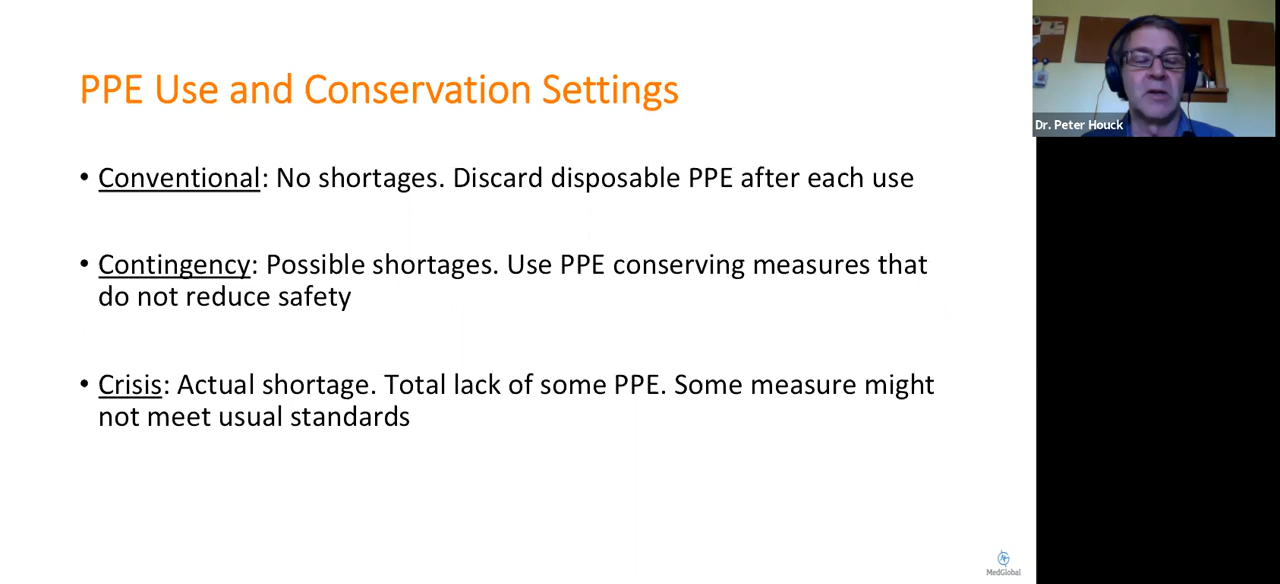 PPE Use and Conservation Settings
• Conventional: No shortages. Discard disposable PPE after each use
• Contingency: Possible shortages. Use PPE conserving measures that
do not reduce safety
• Crisis: Actual shortage. Total lack of some PPE. Some measure might
not meet usual standards
Dr. Peter Houck
MedGlobal